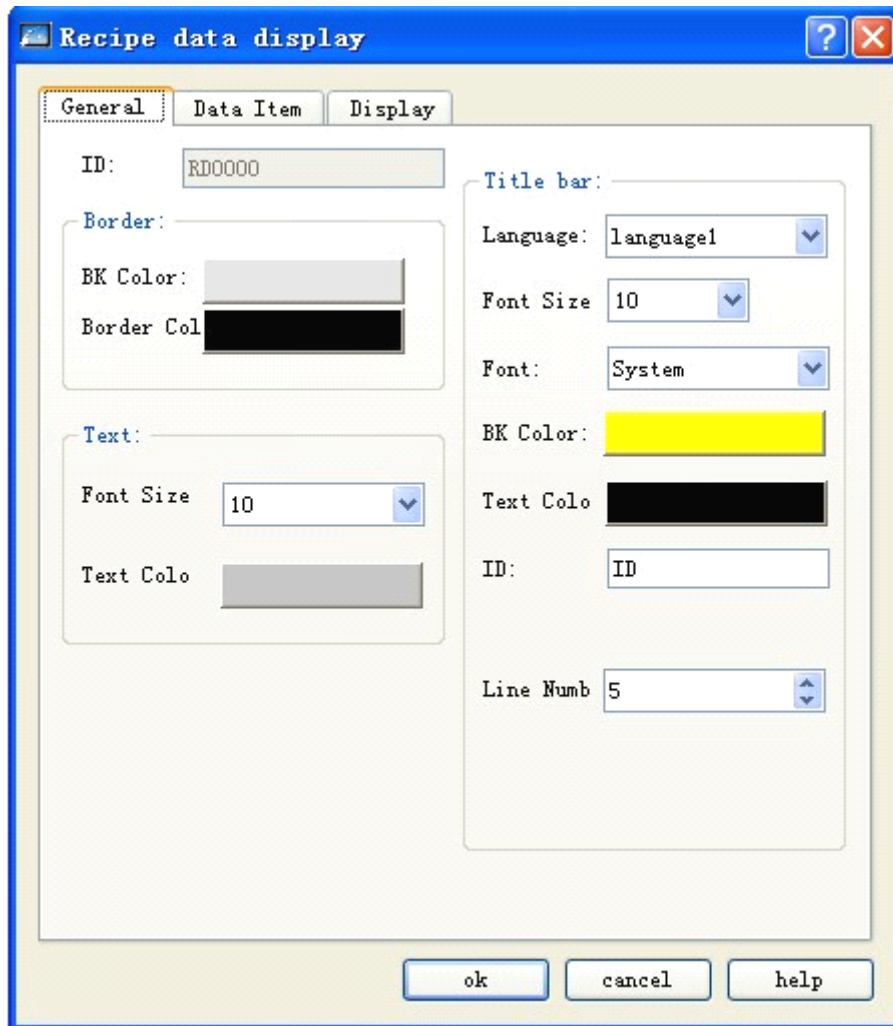 Recipe data display
General
Data Item
Display
ID:
RD0000
Border:
BK Color:
Border Col
Text:
Font Size
10
Text Colo
Title bar:
Language:
language1
Font Size
10
Font:
System
BK Color:
Text Colo
ID:
ID
Line Numb
5
ok
cancel
help